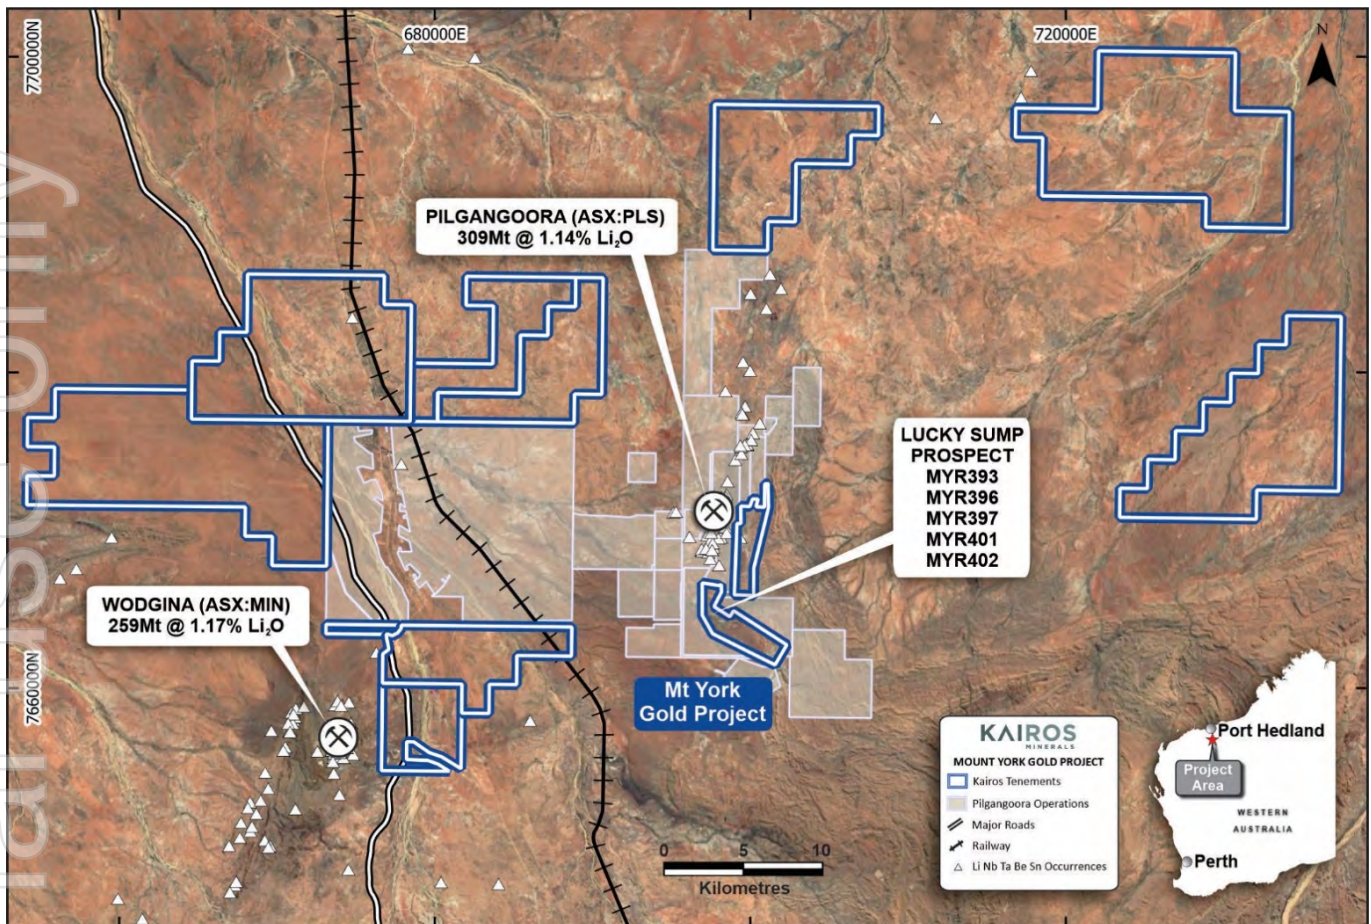 680000E
720000E
7700000N
N
PILGANGOORA (ASX:PLS)
309Mt @ 1.14% Li₂O
LUCKY SUMP
PROSPECT
MYR393
MYR396
MYR397
MYR401
MYR402
WODGINA (ASX:MIN)
259Mt @ 1.17% Li₂O
7660000N
Mt York
Gold Project
0 5 10
Kilometres
KAIROS
MINERALS
MOUNT YORK GOLD PROJECT
Kairos Tenements
Pilgangoora Operations
Major Roads
Railway
Li Nb Ta Be Sn Occurrences
Port Hedland
Project
Area
WESTERN
AUSTRALIA
Perth